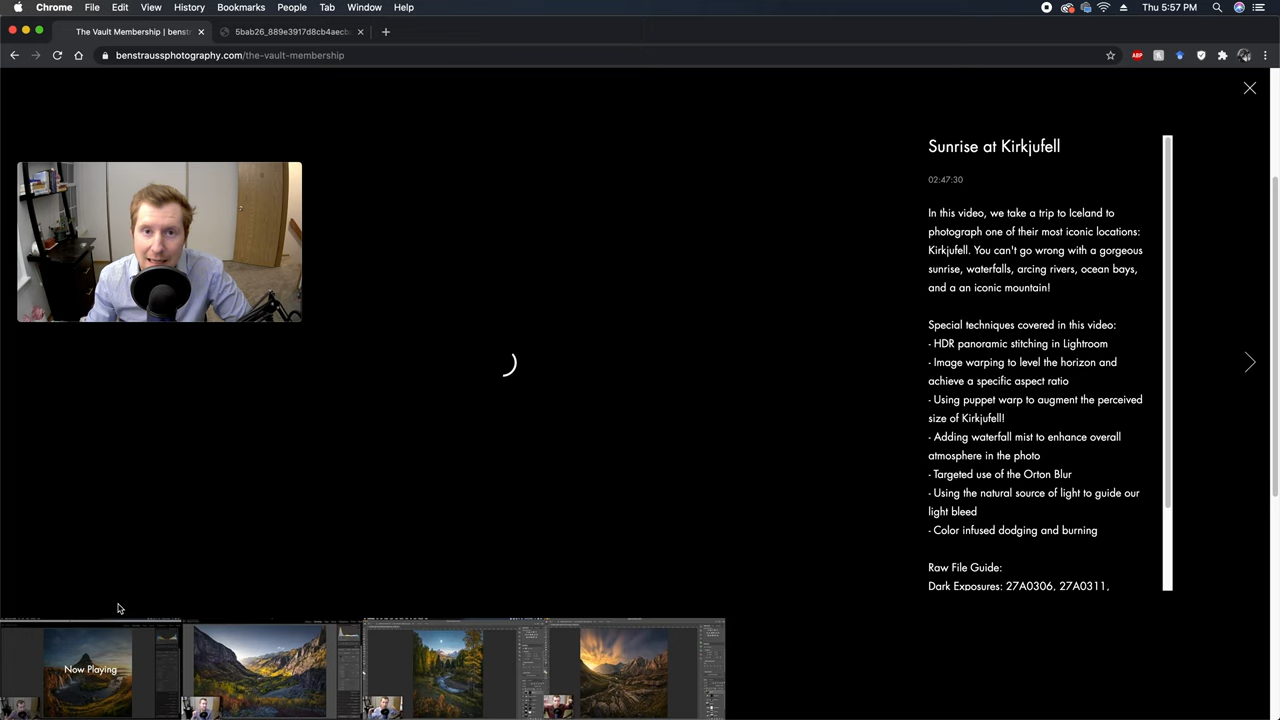 Chrome File Edit View History Bookmarks People Tab Window Help Thu 5:57 PM
The Vault Membership | benst 5bab26_889e3917d8cb4aecb
benstraussphotography.com/the-vault-membership
ABP
Sunrise at Kirkjufell
02:47:30
In this video, we take a trip to Iceland to
photograph one of their most iconic locations:
Kirkjufell. You can't go wrong with a gorgeous
sunrise, waterfalls, arcing rivers, ocean bays,
and a an iconic mountain!
Special techniques covered in this video:
- HDR panoramic stitching in Lightroom
- Image warping to level the horizon and
achieve a specific aspect ratio
- Using puppet warp to augment the perceived
size of Kirkjufell!
- Adding waterfall mist to enhance overall
atmosphere in the photo
- Targeted use of the Orton Blur
- Using the natural source of light to guide our
light bleed
- Color infused dodging and burning
Raw File Guide:
Dark Exposures: 27A0306, 27A0311,
Now Playing